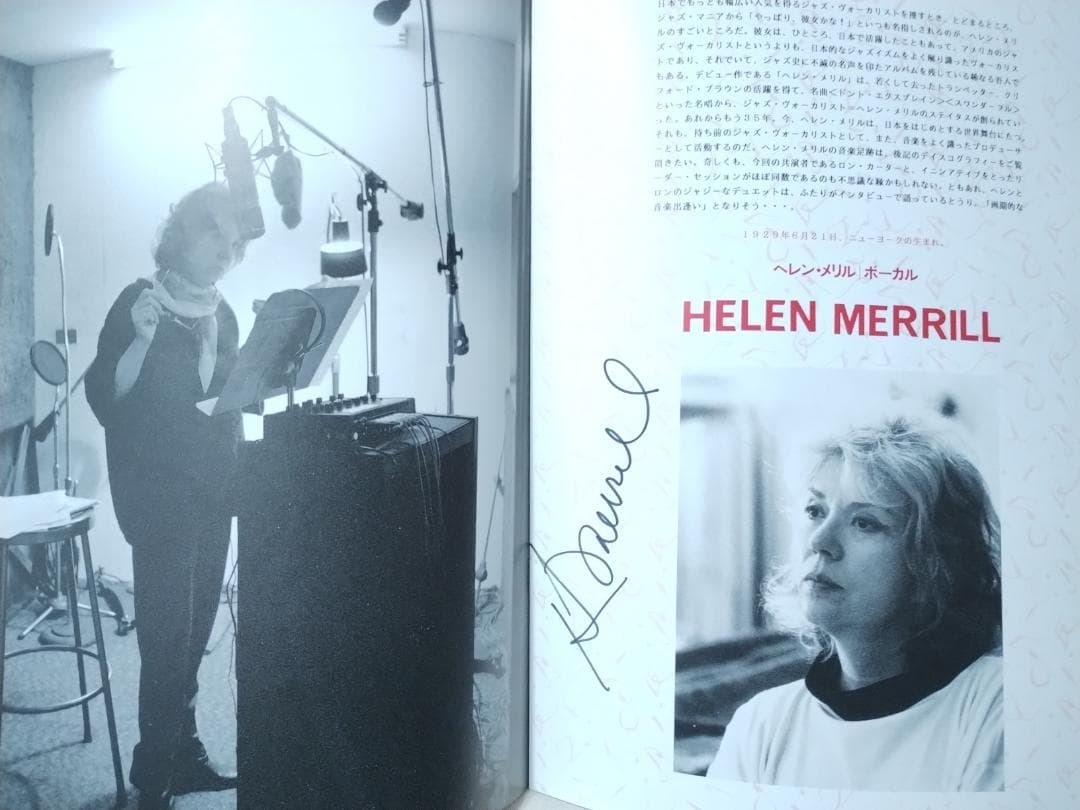 日本でもっとも幅広い人気を得るジャズ・ヴォーカリストを推すとき、とどまるところ、
ジャズ・マニアから「やっぱり、彼女かな！」といつも名指しされるのが、ヘレン・メリ
ルのすごいところだ。彼女は、ひところ、日本で活躍したこともあって、アメリカのジャ
ズ・ヴォーカリストというよりも、日本的なジャズイズムをよく解り識ったヴォーカリス
トであり、それでいて、ジャズ史に不滅の名声を印たアルバムを残している稀なる吾人で
もある。デビュー作である「ヘレン・メリル」は、若くして去ったトランペッター、クリ
フォード・ブラウンの活躍を得て、名曲＜ドント・エクスプレイン＞＜スワンダーフル＞
といった名唱から、ジャズ・ヴォーカリスト＝ヘレン・メリルのステイタスが創られてい
った。あれからもう３５年。今、ヘレン・メリルは、日本をはじめとする世界舞台にたつ。
それも、持ち前のジャズ・ヴォーカリストとして、また、音楽をよく識ったプロデューサ
ーとして活動するのだ。ヘレン・メリルの音楽足跡は、後記のデイスコグラフィーをご覧
頂きたい。奇しくも、今回の共演者であるロン・カーターと、イニシアティブをとったリ
ーダー・セッションがほぼ同数であるのも不思議な縁かもしれない。ともあれ、ヘレンと
ロンのジャジーなデュエットは、ふたりがインタビューで語っているとうり、「画期的な
音楽出逢い」となりそう・・・。
１９２９年６月２１日、ニューヨークの生まれ。
ヘレン・メリル｜ボーカル
HELEN MERRILL